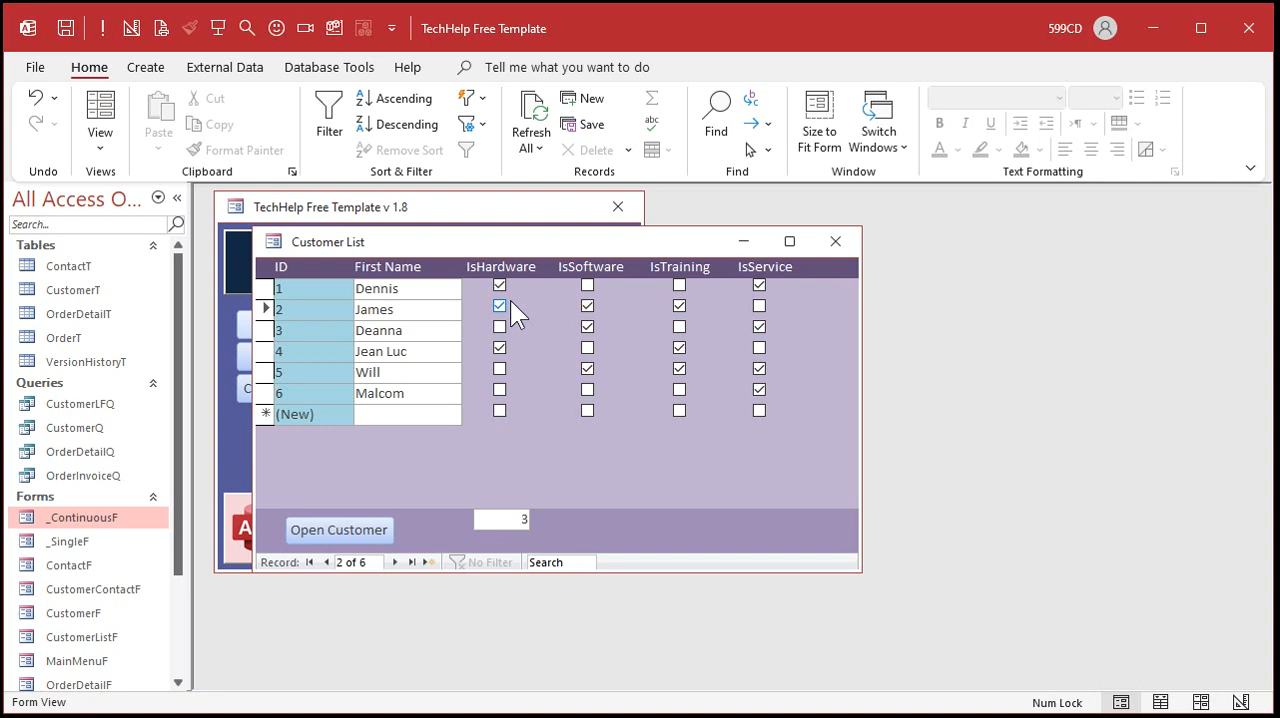 TechHelp Free Template
599CD
File Home Create External Data Database Tools Help Tell me what you want to do
Undo
View
Views
Paste
Cut
Copy
Format Painter
Clipboard
Filter
Ascending
Descending
Remove Sort
Sort & Filter
Refresh
All
New
Save
Delete
Records
Find
Find
Size to
Fit Form
Switch
Windows
Window
Text Formatting
All Access O...
Search...
Tables
ContactT
CustomerT
OrderDetailT
OrderT
VersionHistoryT
Queries
CustomerLFQ
CustomerQ
OrderDetailQ
OrderInvoiceQ
Forms
_ContinuousF
_SingleF
ContactF
CustomerContactF
CustomerF
CustomerListF
MainMenuF
OrderDetailF
TechHelp Free Template v 1.8
Customer List
ID First Name IsHardware IsSoftware IsTraining IsService
1 Dennis
2 James
3 Deanna
4 Jean Luc
5 Will
6 Malcom
(New)
3
Open Customer
Record: 2 of 6 No Filter Search
Form View
Num Lock